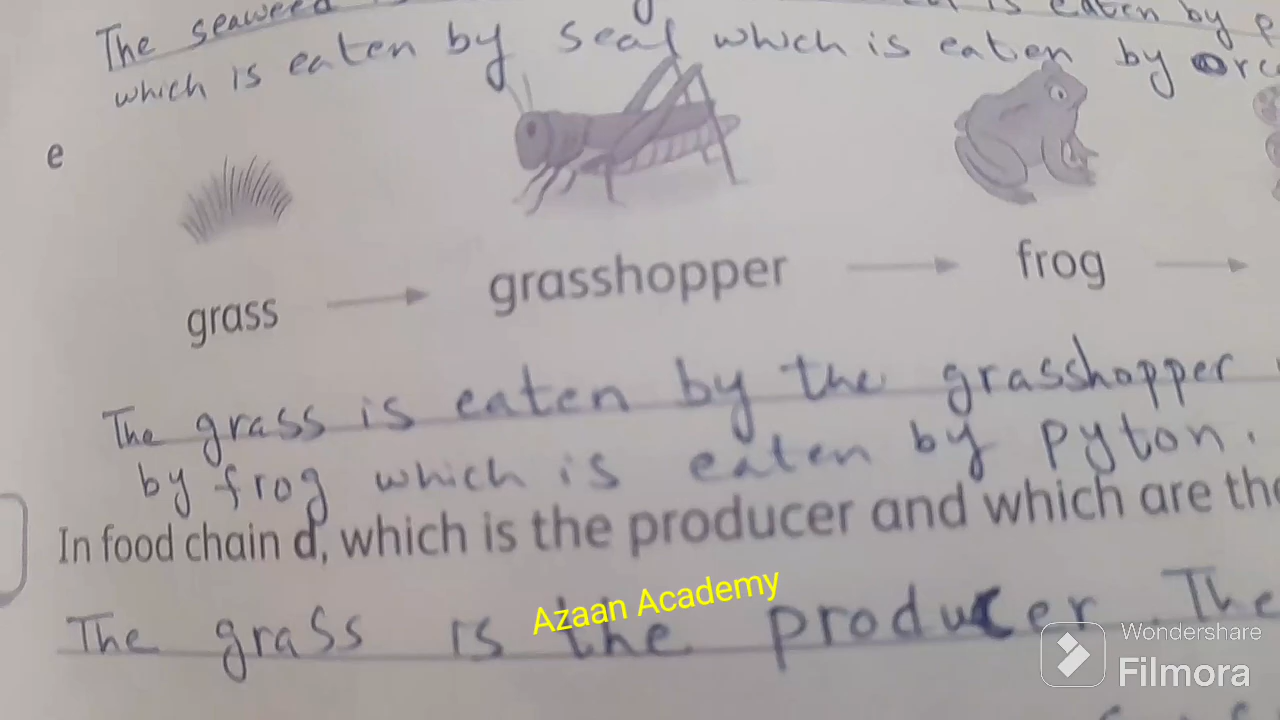 The seaweed is eaten by
which is eaten by seal which is eaten by orca
e
grass → grasshopper → frog →
The grass is eaten by the grasshopper
by frog which is eaten by pyton.
In food chain d, which is the producer and which are the
The grass is the producer. The
Azaan Academy
Wondershare
Filmora